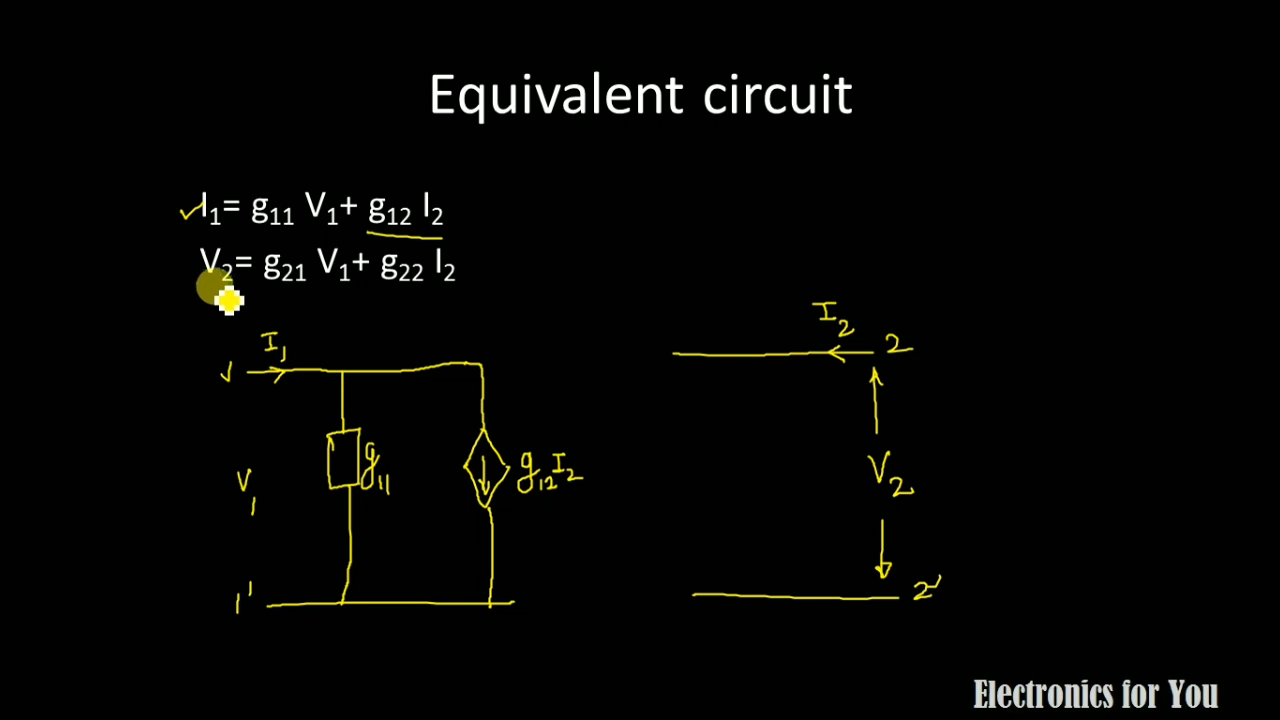 Equivalent circuit
I₁= g₁₁ V₁+ g₁₂ I₂
V₂= g₂₁ V₁+ g₂₂ I₂
I₂
2
I₁
g₁₁
g₁₂I₂
V₁
V₂
1'
2'
Electronics for You